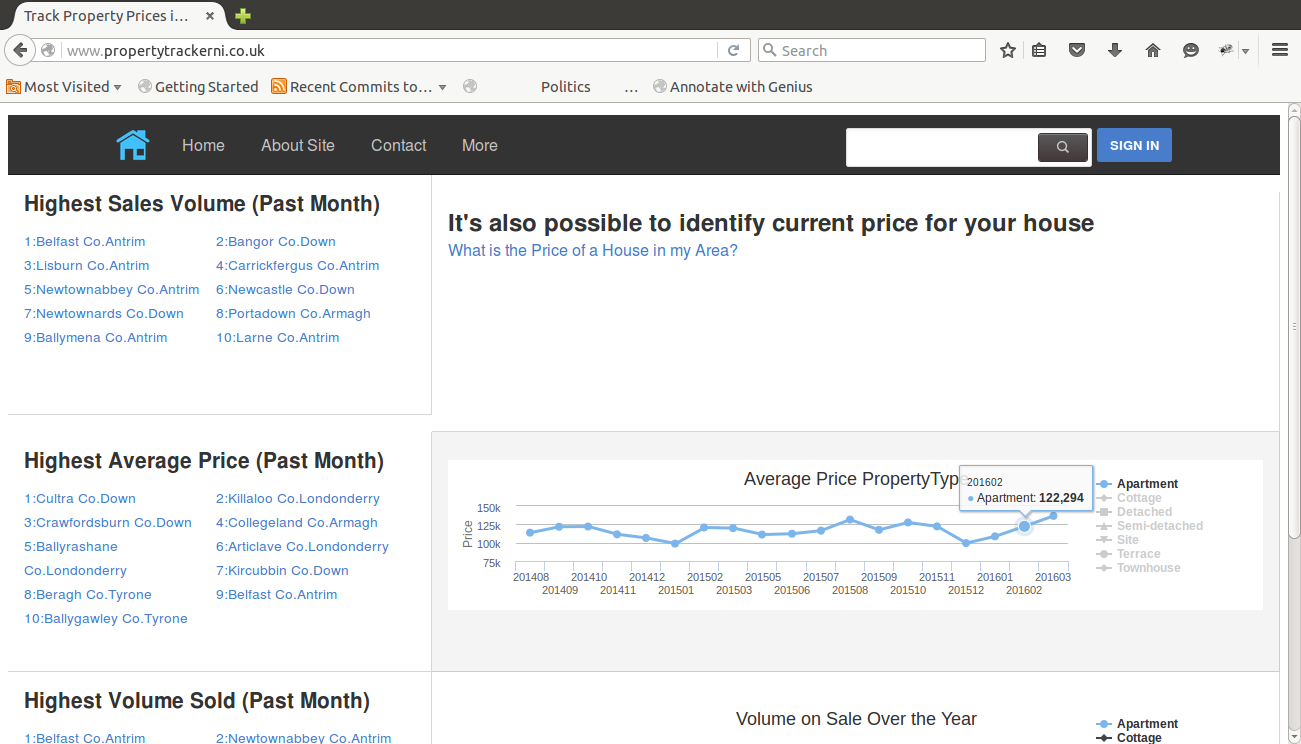 Track Property Prices i...
www.propertytrackerni.co.uk
Search
Most Visited
Getting Started
Recent Commits to...
Politics
...
Annotate with Genius
Home
About Site
Contact
More
SIGN IN
Highest Sales Volume (Past Month)
1:Belfast Co.Antrim 2:Bangor Co.Down
3:Lisburn Co.Antrim 4:Carrickfergus Co.Antrim
5:Newtownabbey Co.Antrim 6:Newcastle Co.Down
7:Newtownards Co.Down 8:Portadown Co.Armagh
9:Ballymena Co.Antrim 10:Larne Co.Antrim
It's also possible to identify current price for your house
What is the Price of a House in my Area?
Highest Average Price (Past Month)
1:Cultra Co.Down 2:Killaloo Co.Londonderry
3:Crawfordsburn Co.Down 4:Collegeland Co.Armagh
5:Ballyrashane 6:Articlave Co.Londonderry
Co.Londonderry 7:Kircubbin Co.Down
8:Beragh Co.Tyrone 9:Belfast Co.Antrim
10:Ballygawley Co.Tyrone
Average Price PropertyType
201602
Apartment: 122,294
Price
150k
125k
100k
75k
201408 201410 201412 201502 201505 201507 201509 201511 201601 201603
201409 201411 201501 201503 201506 201508 201510 201512 201602
Apartment
Cottage
Detached
Semi-detached
Site
Terrace
Townhouse
Highest Volume Sold (Past Month)
1:Belfast Co.Antrim 2:Newtownabbey Co.Antrim
Volume on Sale Over the Year
Apartment
Cottage